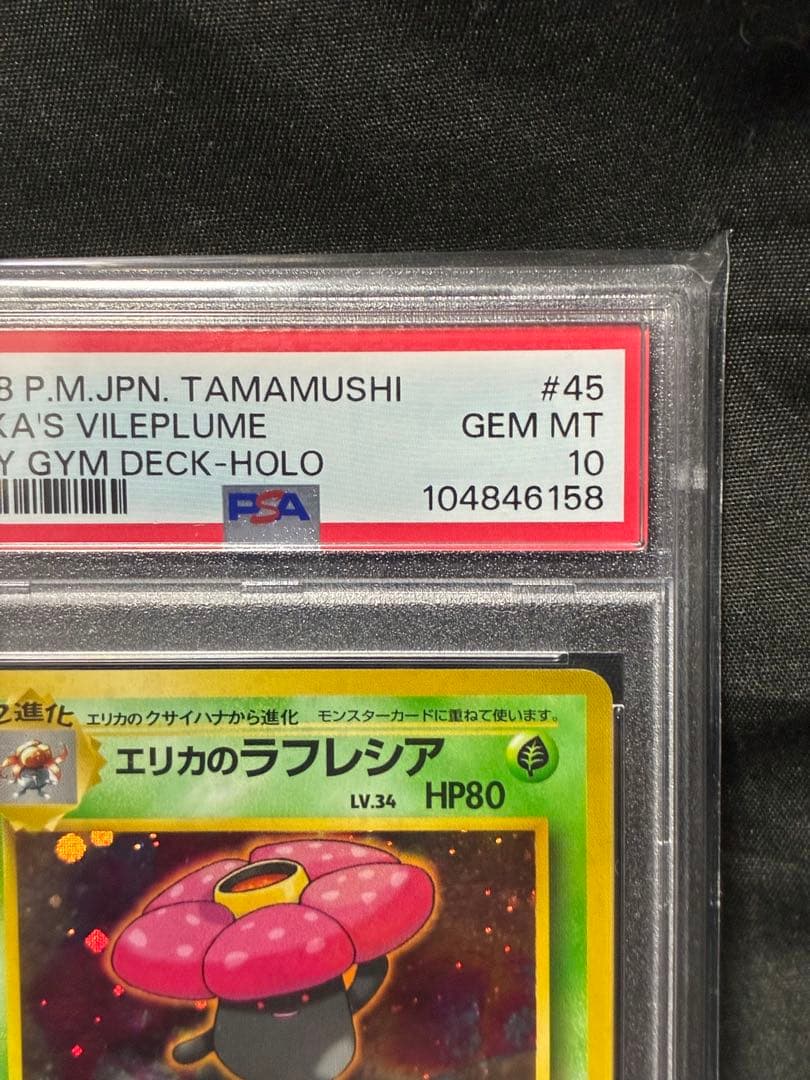 8 P.M.JPN. TAMAMUSHI #45
KA'S VILEPLUME GEM MT
Y GYM DECK-HOLO 10
PSA 104846158
2進化 エリカのクサイハナから進化 モンスターカードに重ねて使います。
エリカのラフレシア
LV.34 HP80